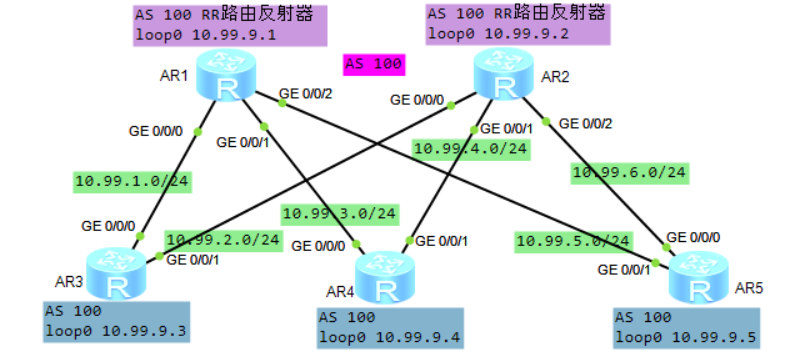 AS 100 RR路由反射器
loop0 10.99.9.1
AS 100 RR路由反射器
loop0 10.99.9.2
AS 100
AR1
AR2
GE 0/0/2
GE 0/0/0
GE 0/0/0
GE 0/0/1
GE 0/0/1
GE 0/0/2
10.99.4.0/24
10.99.1.0/24
10.99.6.0/24
10.99.3.0/24
GE 0/0/0
10.99.2.0/24
GE 0/0/0
GE 0/0/1
10.99.5.0/24
GE 0/0/0
GE 0/0/1
GE 0/0/1
AR3
AR4
AR5
R
R
R
R
R
AS 100
loop0 10.99.9.3
AS 100
loop0 10.99.9.4
AS 100
loop0 10.99.9.5